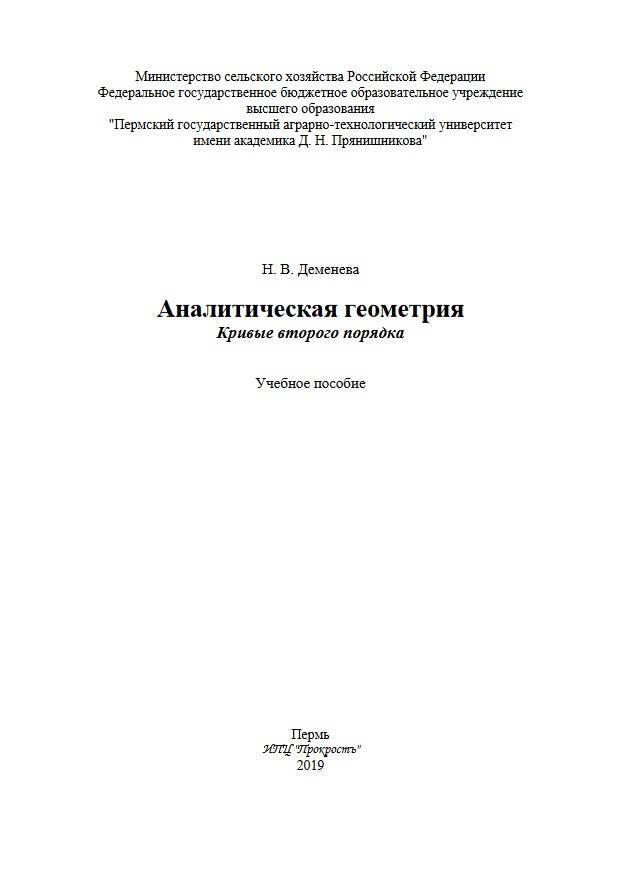 Министерство сельского хозяйства Российской Федерации
Федеральное государственное бюджетное образовательное учреждение
высшего образования
"Пермский государственный аграрно-технологический университет
имени академика Д. Н. Прянишникова"
Н. В. Деменева
Аналитическая геометрия
Кривые второго порядка
Учебное пособие
Пермь
ИПЦ "Прокростъ"
2019